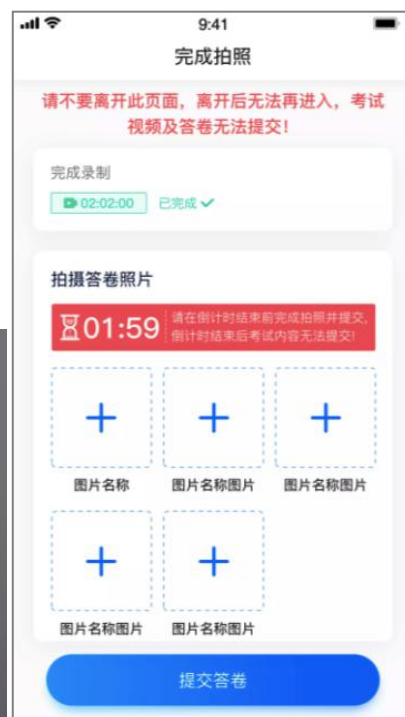 9:41
完成拍照
请不要离开此页面，离开后无法再进入，考试
视频及答卷无法提交！
完成录制
02:02:00 已完成
拍摄答卷照片
01:59
请在倒计时结束前完成拍照并提交，
倒计时结束后考试内容无法提交！
图片名称 图片名称图片 图片名称图片
图片名称图片 图片名称图片
提交答卷